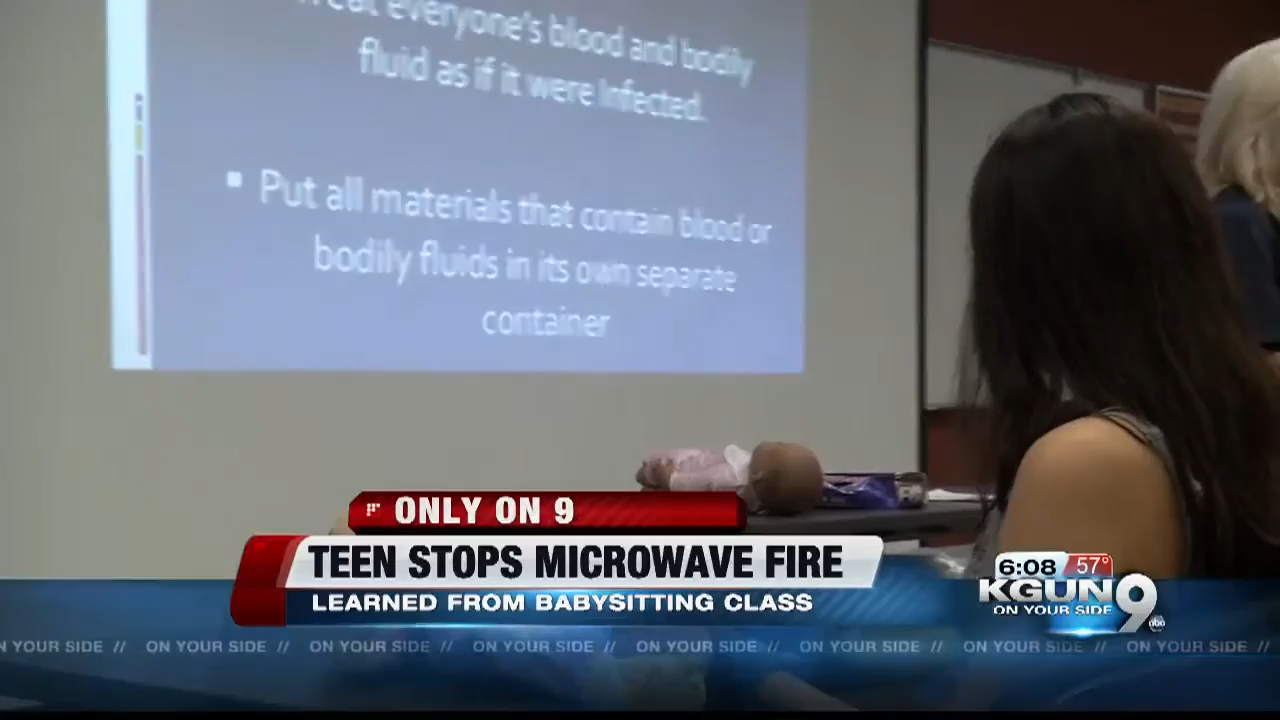 everyone's blood and bodily
fluid as if it were Infected.
▪ Put all materials that contain blood or
bodily fluids in its own separate
container
ONLY ON 9
TEEN STOPS MICROWAVE FIRE
LEARNED FROM BABYSITTING CLASS
6:08 57°
KGUN9
ON YOUR SIDE
abc
N YOUR SIDE // ON YOUR SIDE // ON YOUR SIDE // ON YOUR SIDE // ON YOUR SIDE // ON YOUR SIDE // ON YOUR SIDE // ON YOUR SIDE //